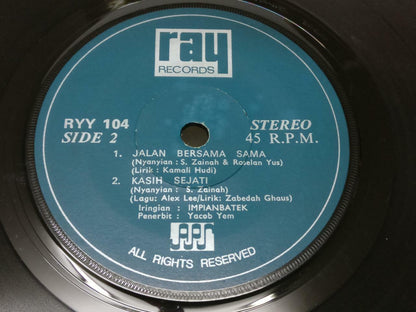 ray
RECORDS
RYY 104
SIDE 2
STEREO
45 R.P.M.
1. JALAN BERSAMA SAMA
(Nyanyian : S. Zainah & Roselan Yus)
(Lirik : Kamali Hudi)
2. KASIH SEJATI
(Nyanyian : S. Zainah)
(Lagu : Alex Lee/Lirik : Zabedah Ghaus)
Iringian : IMPIANBATEK
Penerbit : Yacob Yem
ALL RIGHTS RESERVED